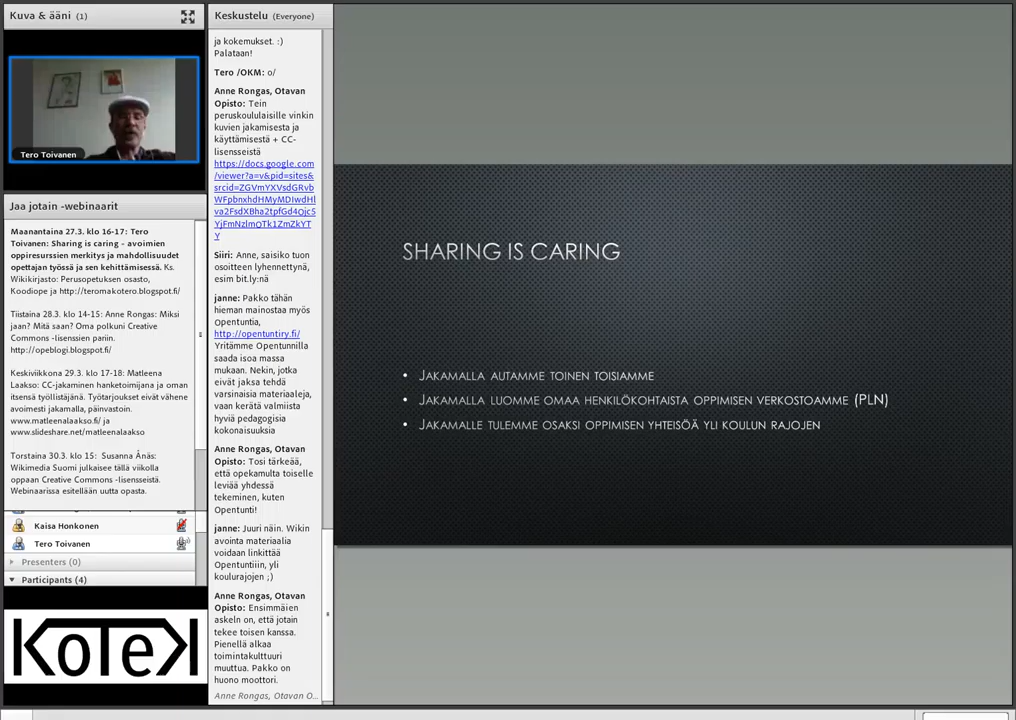 Kuva & ääni (1)
Tero Toivanen
Jaa jotain -webinaarit
Maanantaina 27.3. klo 16-17: Tero
Toivanen: Sharing is caring - avoimien
oppiresurssien merkitys ja mahdollisuudet
opettajan työssä ja sen kehittämisessä. Ks.
Wikikirjasto: Perusopetuksen osasto,
Koodiope ja http://teromakotero.blogspot.fi/
Tiistaina 28.3. klo 14-15: Anne Rongas: Miksi
jaan? Mitä saan? Oma polkuni Creative
Commons -lisenssien pariin.
http://opeblogi.blogspot.fi/
Keskiviikkona 29.3. klo 17-18: Matleena
Laakso: CC-jakaminen hanketoimijana ja oman
itsensä työllistäjänä. Työtarjoukset eivät vähene
avoimesti jakamalla, päinvastoin.
www.matleenalaakso.fi/ ja
www.slideshare.net/matleenalaakso
Torstaina 30.3. klo 15: Susanna Ånäs:
Wikimedia Suomi julkaisee tällä viikolla
oppaan Creative Commons -lisensseistä.
Webinaarissa esitellään uutta opasta.
Kaisa Honkonen
Tero Toivanen
Presenters (0)
Participants (4)
KoTeK
Keskustelu (Everyone)
ja kokemukset. :)
Palataan!
Tero /OKM: o/
Anne Rongas, Otavan
Opisto: Tein
peruskoululaisille vinkin
kuvien jakamisesta ja
käyttämisestä + CC-
lisensseistä
https://docs.google.com
/viewer?a=v&pid=sites&
srcid=ZGVmYXVsdGRvb
WFpbnxhdHMyMDIwdHl
va2FsdXBha2tpfGd4Ojc5
YjFmNzlmOTk1ZmZkYT
Y
Siiri: Anne, saisiko tuon
osoitteen lyhennettynä,
esim bit.ly:nä
janne: Pakko tähän
hieman mainostaa myös
Opentuntia,
http://opentuntiry.fi/
Yritämme Opentunnilla
saada isoa massa
mukaan. Nekin, jotka
eivät jaksa tehdä
varsinaisia materiaaleja,
vaan kerätä valmiista
hyviä pedagogisia
kokonaisuuksia
Anne Rongas, Otavan
Opisto: Tosi tärkeää,
että opekamulta toiselle
leviää yhdessä
tekeminen, kuten
Opentunti!
janne: Juuri näin. Wikin
avointa materiaalia
voidaan linkittää
Opentuntiin, yli
koulurajojen ;)
Anne Rongas, Otavan
Opisto: Ensimmäien
askeln on, että jotain
tekee toisen kanssa.
Pienellä alkaa
toimintakulttuuri
muuttua. Pakko on
huono moottori.
Anne Rongas, Otavan O...
SHARING IS CARING
• JAKAMALLA AUTAMME TOINEN TOISIAMME
• JAKAMALLA LUOMME OMAA HENKILÖKOHTAISTA OPPIMISEN VERKOSTOAMME (PLN)
• JAKAMALLE TULEMME OSAKSI OPPIMISEN YHTEISÖÄ YLI KOULUN RAJOJEN